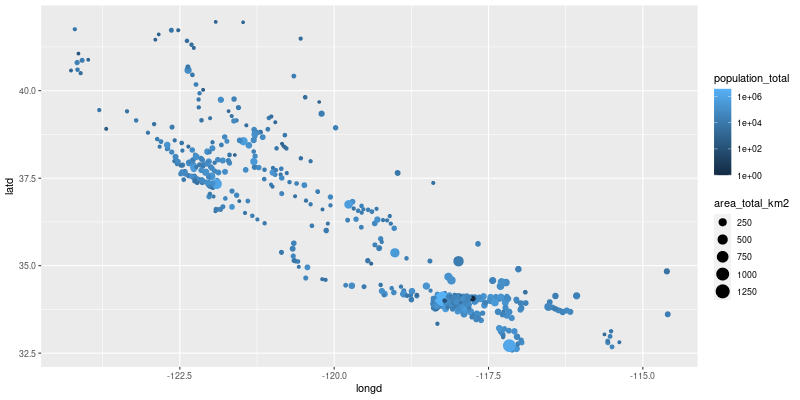 population_total
1e+06
1e+04
1e+02
1e+00
area_total_km2
250
500
750
1000
1250
latd
40.0
37.5
35.0
32.5
-122.5
-120.0
-117.5
-115.0
longd